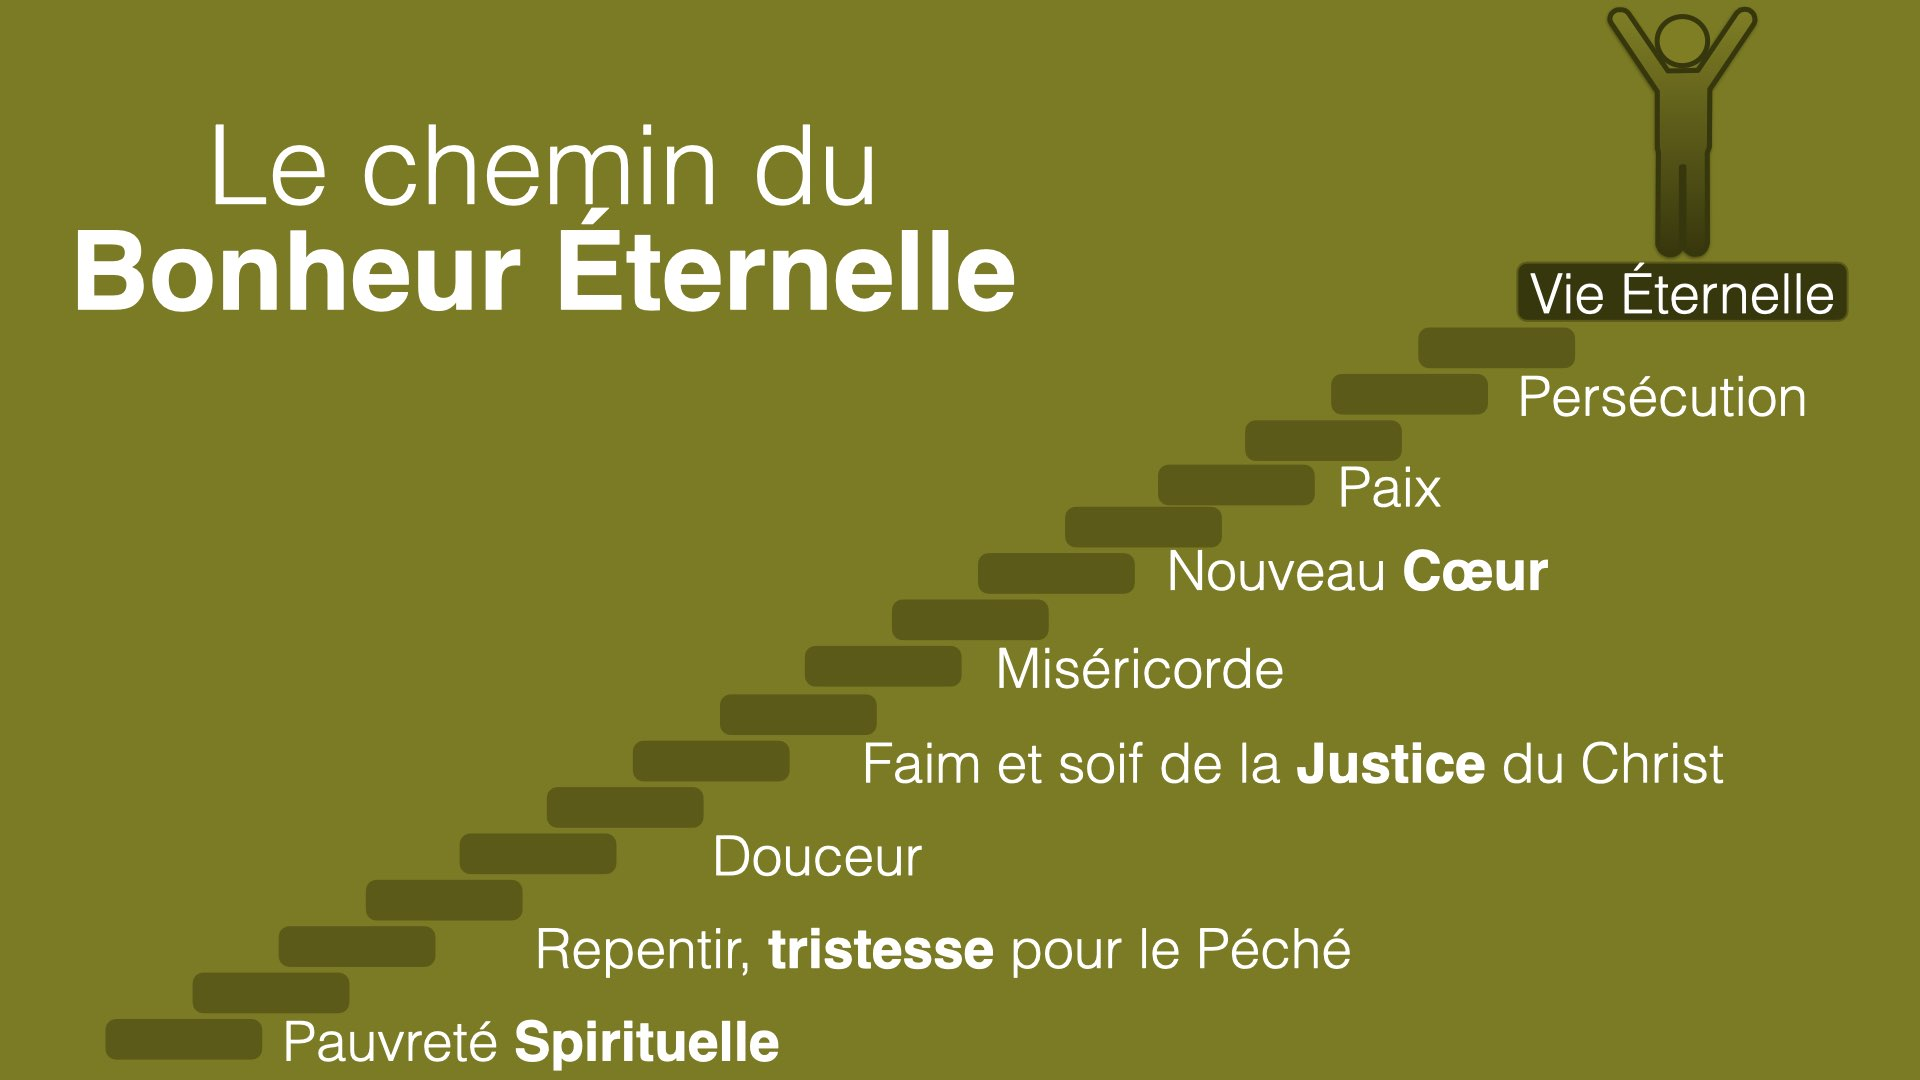 Le chemin du
Bonheur Éternelle
Vie Éternelle
Persécution
Paix
Nouveau Cœur
Miséricorde
Faim et soif de la Justice du Christ
Douceur
Repentir, tristesse pour le Péché
Pauvreté Spirituelle